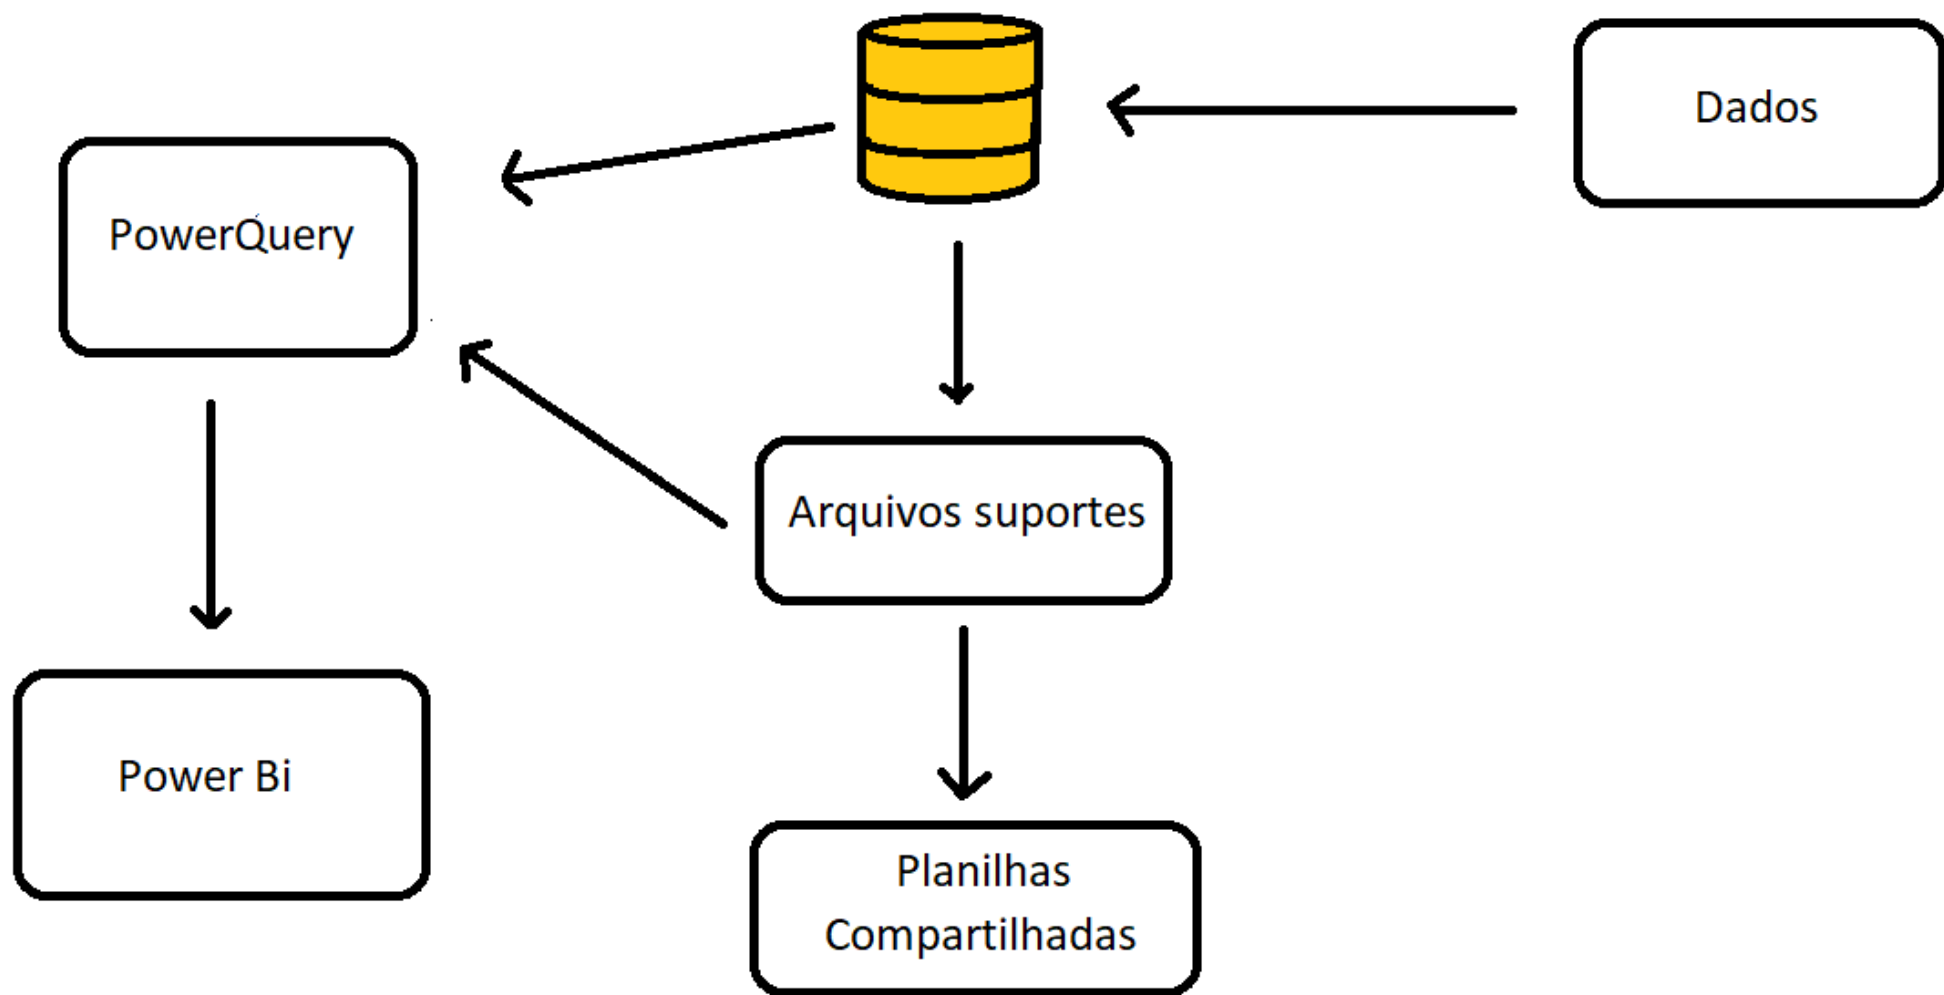 Dados
PowerQuery
Arquivos suportes
Power Bi
Planilhas
Compartilhadas